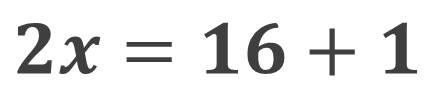 2x = 16 + 1